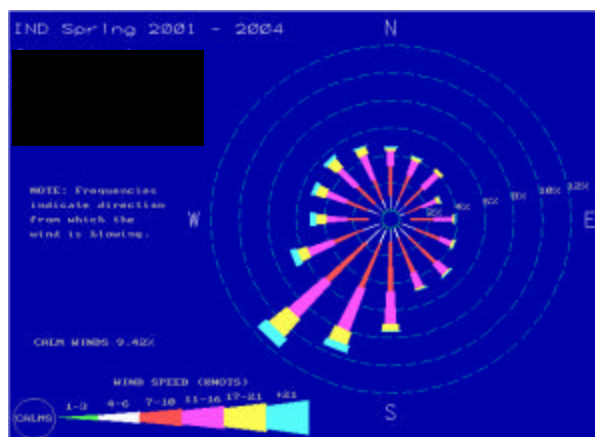 IND Spring 2001 - 2004
N
NOTE: Frequencies
indicate direction
from which the
wind is blowing.
W
E
2% 4% 6% 8% 10% 12%
CALM WINDS 9.42%
WIND SPEED (KNOTS)
1-3 4-6 7-10 11-16 17-21 +21
CALMS
S